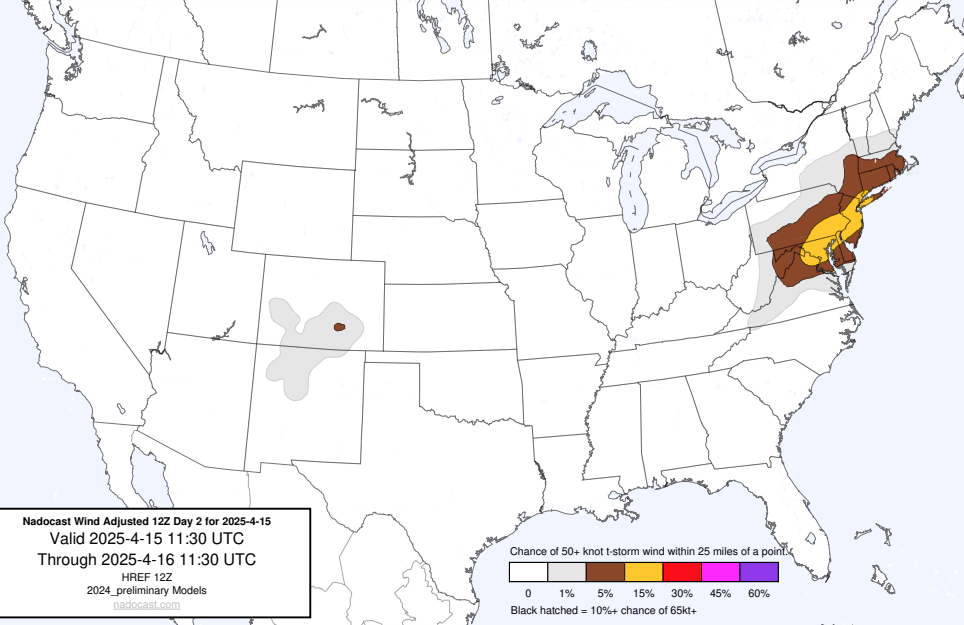 Nadocast Wind Adjusted 12Z Day 2 for 2025-4-15
Valid 2025-4-15 11:30 UTC
Through 2025-4-16 11:30 UTC
HREF 12Z
2024_preliminary Models
nadocast.com
Chance of 50+ knot t-storm wind within 25 miles of a point.
0 1% 5% 15% 30% 45% 60%
Black hatched = 10%+ chance of 65kt+